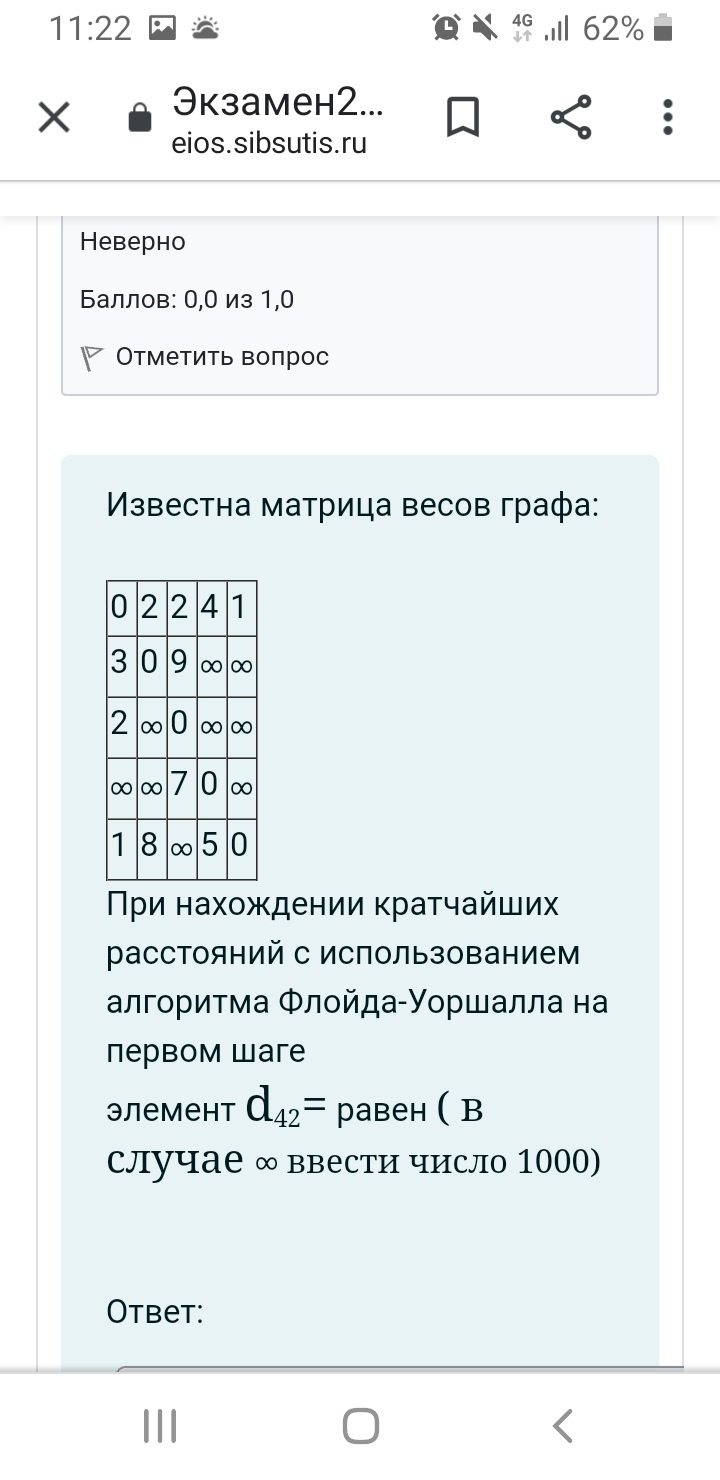 11:22 4G 62%
Экзамен2...
eios.sibsutis.ru
Неверно
Баллов: 0,0 из 1,0
Отметить вопрос
Известна матрица весов графа:
0 2 2 4 1
3 0 9 ∞ ∞
2 ∞ 0 ∞ ∞
∞ ∞ 7 0 ∞
1 8 ∞ 5 0
При нахождении кратчайших
расстояний с использованием
алгоритма Флойда-Уоршалла на
первом шаге
элемент d42= равен ( в
случае ∞ ввести число 1000)
Ответ: